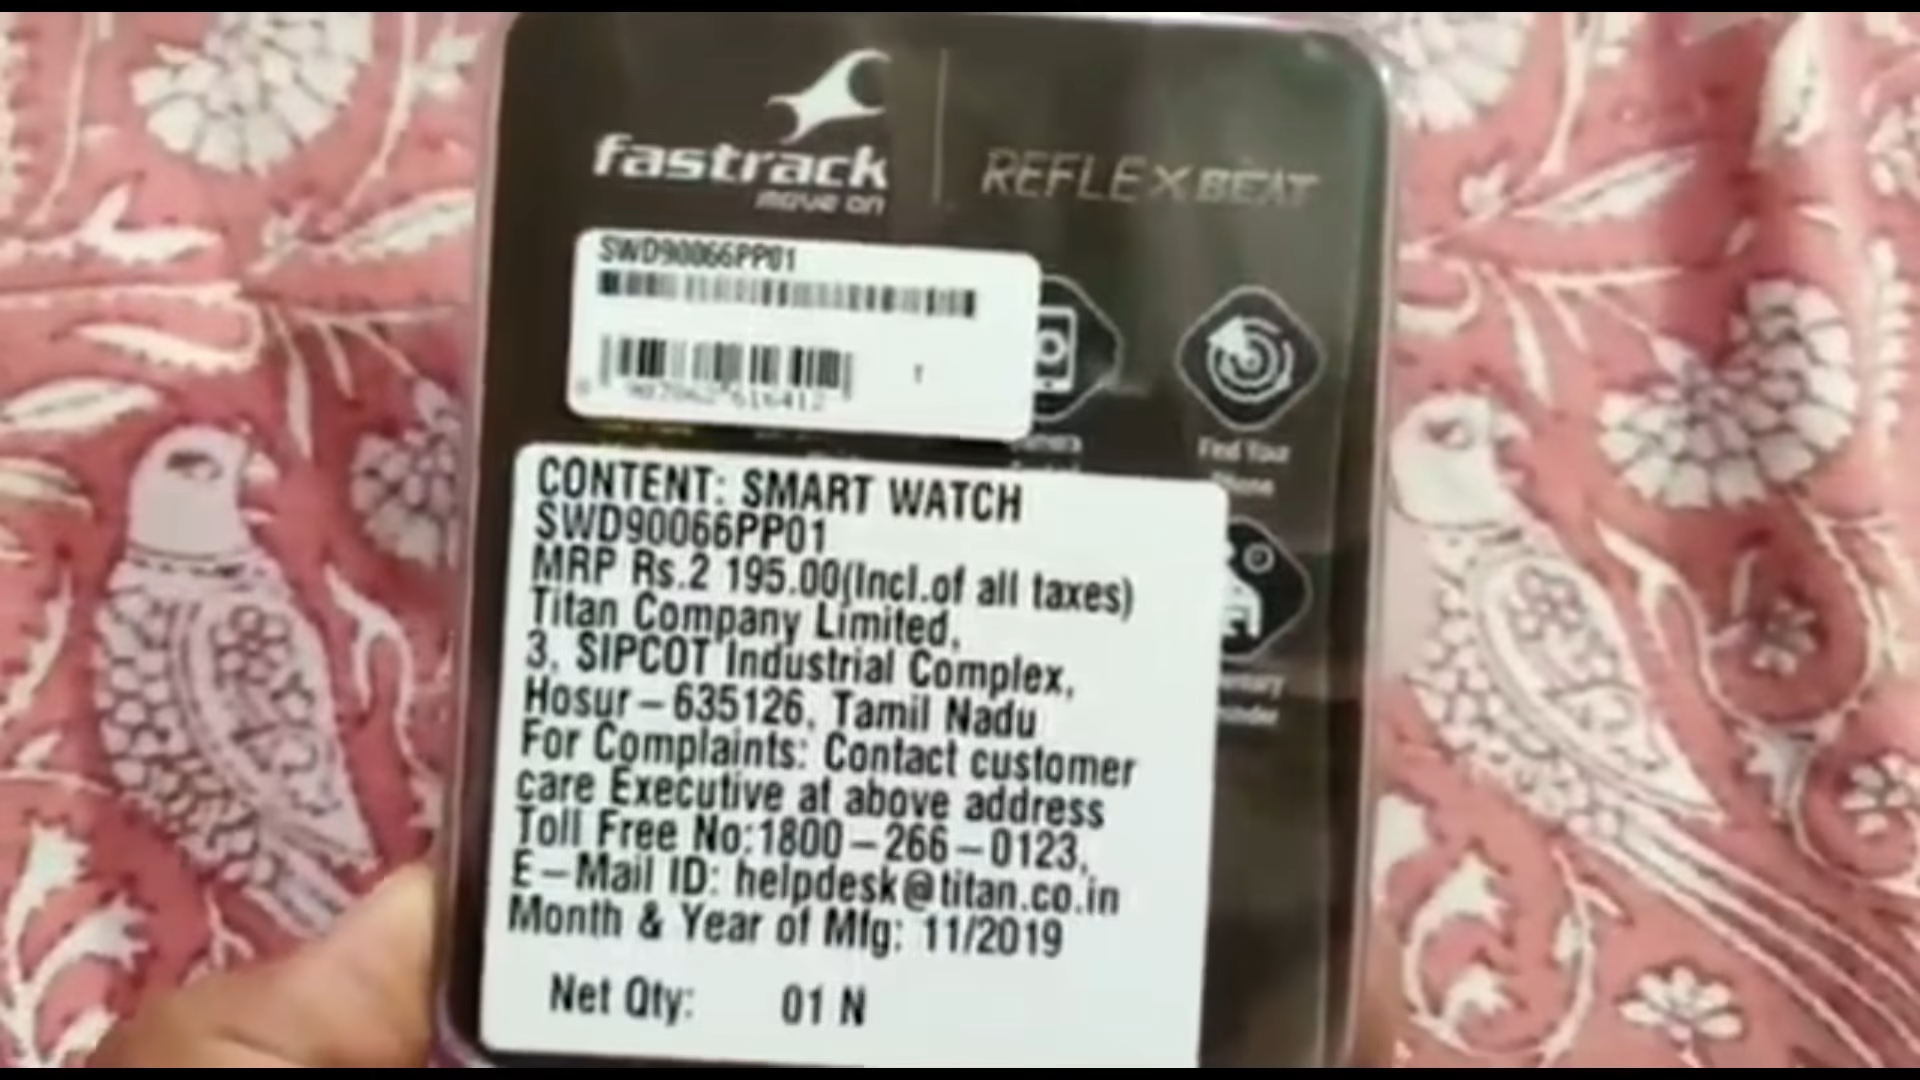 fastrack
move on
REFLEX BEAT
SWD90066PP01
Find Your
Phone
CONTENT: SMART WATCH
SWD90066PP01
MRP Rs.2 195.00(Incl.of all taxes)
Titan Company Limited,
3, SIPCOT Industrial Complex,
Hosur-635126, Tamil Nadu
For Complaints: Contact customer
care Executive at above address
Toll Free No:1800-266-0123,
E-Mail ID: helpdesk@titan.co.in
Month & Year of Mfg: 11/2019
Net Qty: 01 N